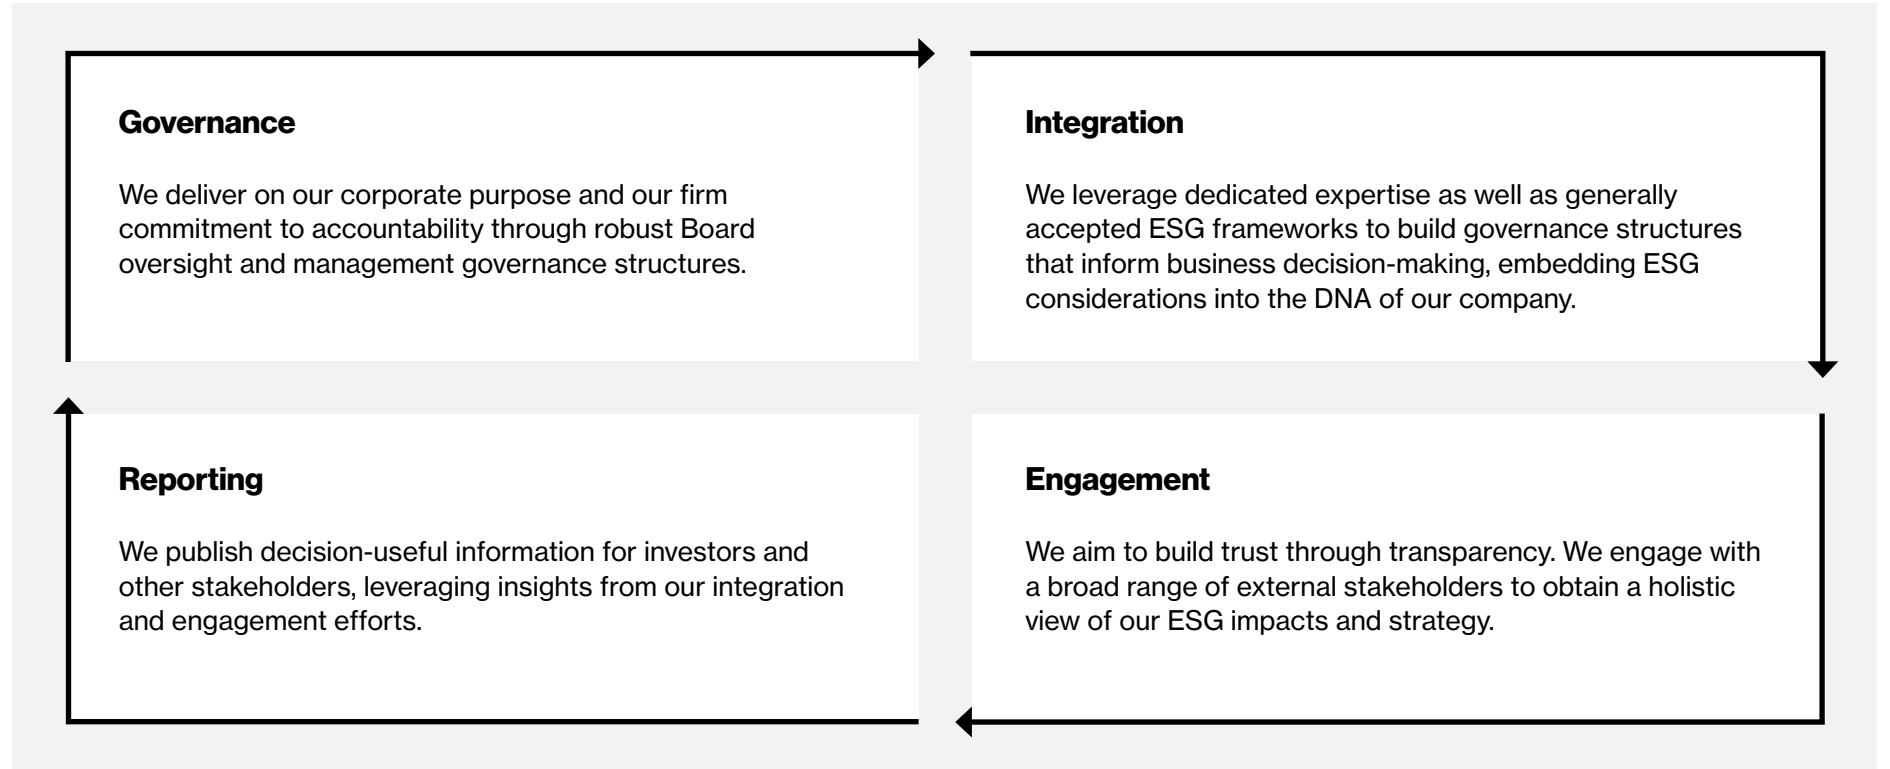 Governance
We deliver on our corporate purpose and our firm
commitment to accountability through robust Board
oversight and management governance structures.
Integration
We leverage dedicated expertise as well as generally
accepted ESG frameworks to build governance structures
that inform business decision-making, embedding ESG
considerations into the DNA of our company.
Reporting
We publish decision-useful information for investors and
other stakeholders, leveraging insights from our integration
and engagement efforts.
Engagement
We aim to build trust through transparency. We engage with
a broad range of external stakeholders to obtain a holistic
view of our ESG impacts and strategy.